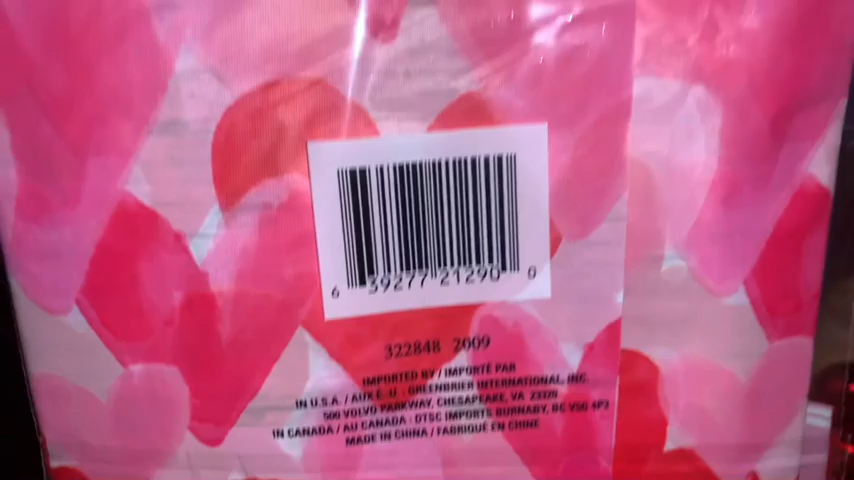 6 39277 21290 0
322848 2009
IMPORTED BY / IMPORTÉ PAR
IN U.S.A. / AUX É.-U. : GREENBRIER INTERNATIONAL, INC.
500 VOLVO PARKWAY, CHESAPEAKE, VA 23320
IN CANADA / AU CANADA : DTSC IMPORTS BURNABY, BC V5G 4P3
MADE IN CHINA / FABRIQUÉ EN CHINE